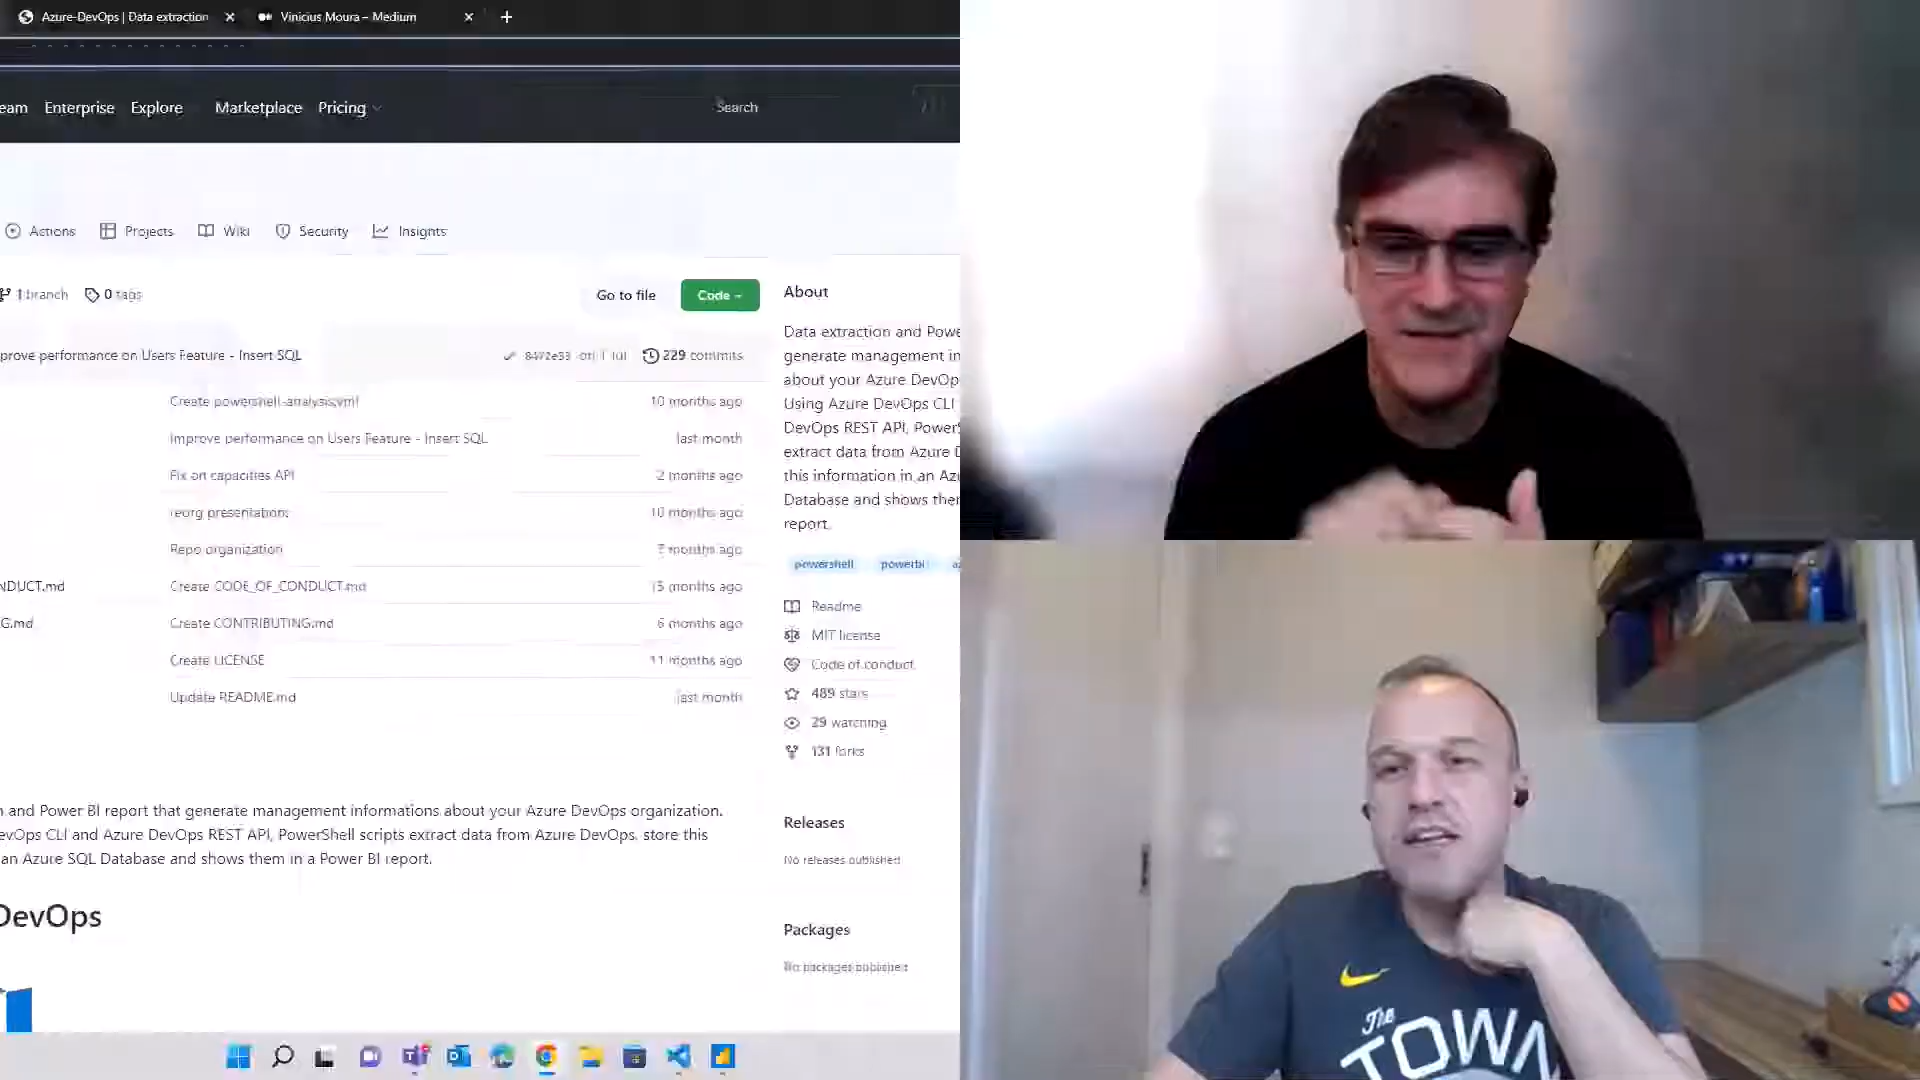 Azure-DevOps | Data extraction
Vinicius Moura – Medium
eam Enterprise Explore Marketplace Pricing
Search
Actions Projects Wiki Security Insights
1 branch 0 tags
Go to file Code
About
Data extraction and Powe
generate management in
about your Azure DevOp
Using Azure DevOps CLI
DevOps REST API, PowerS
extract data from Azure D
this information in an Az
Database and shows ther
report.
prove performance on Users Feature - Insert SQL
229 commits
Create powershell-analysis.yml 10 months ago
Improve performance on Users Feature - Insert SQL last month
Fix on capacities API 2 months ago
reorg presentations 10 months ago
Repo organization 7 months ago
NDUCT.md Create CODE_OF_CONDUCT.md 15 months ago
G.md Create CONTRIBUTING.md 6 months ago
Create LICENSE 11 months ago
Update README.md last month
powershell powerbi
Readme
MIT license
Code of conduct
489 stars
29 watching
131 forks
n and Power BI report that generate management informations about your Azure DevOps organization.
evOps CLI and Azure DevOps REST API, PowerShell scripts extract data from Azure DevOps, store this
an Azure SQL Database and shows them in a Power BI report.
DevOps
Releases
No releases published
Packages
No packages published
The
TOWN